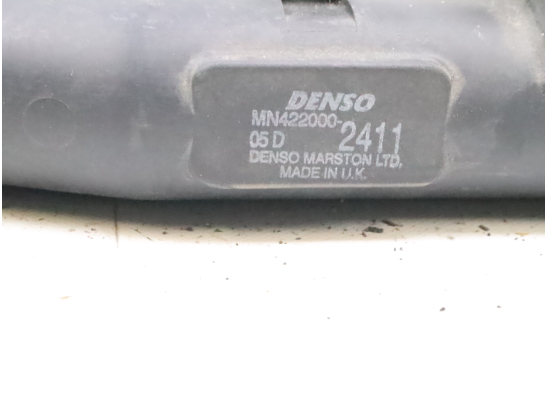 DENSO
MN422000-2411
05 D
DENSO MARSTON LTD.
MADE IN U.K.